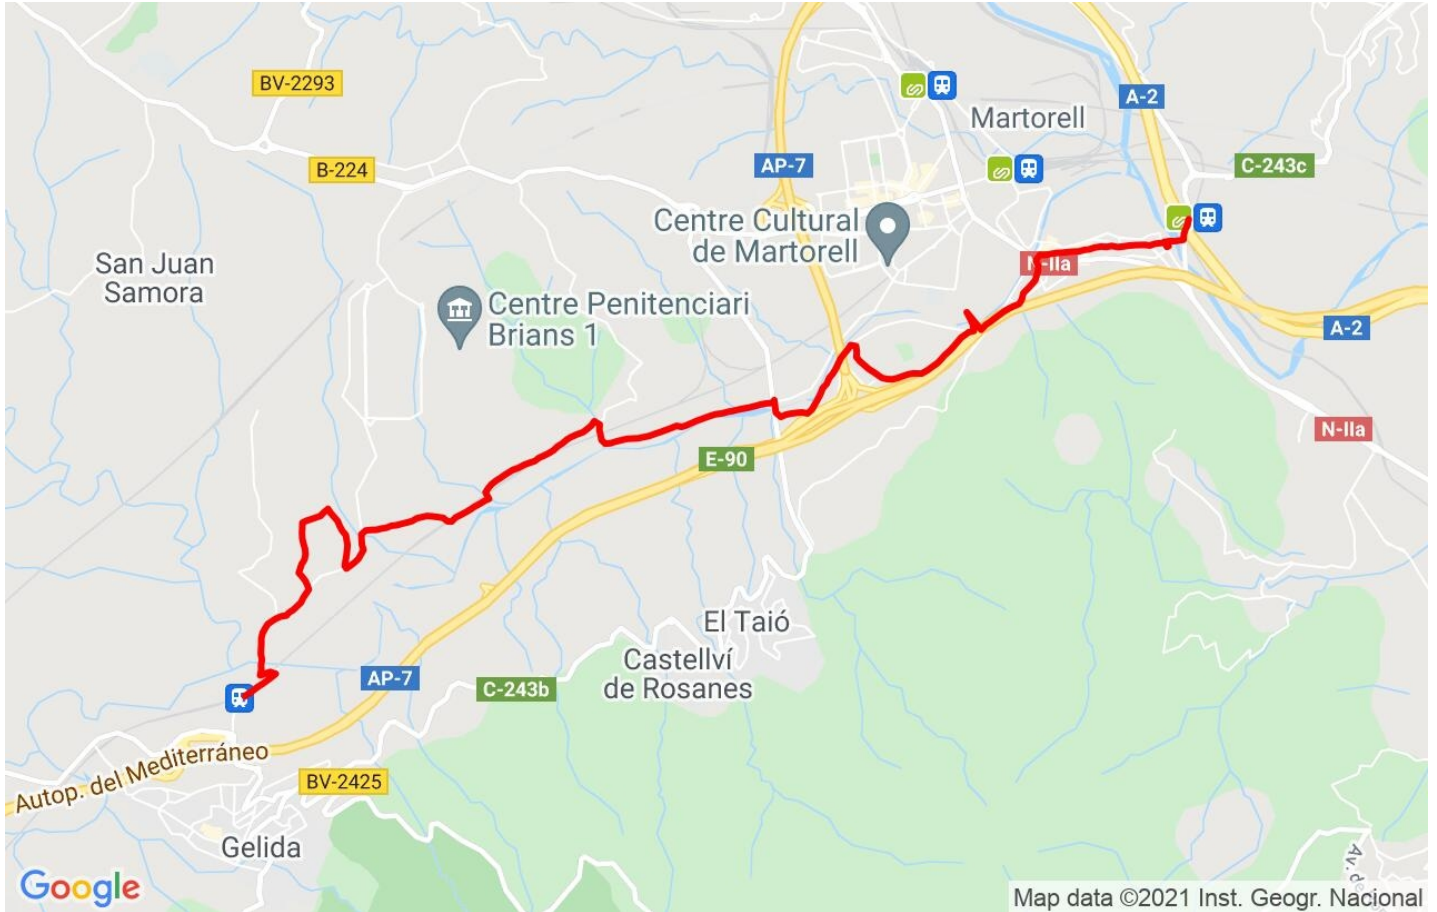 BV-2293
A-2
Martorell
B-224
AP-7
C-243c
Centre Cultural
de Martorell
San Juan
Samora
N-IIa
Centre Penitenciari
Brians 1
A-2
N-IIa
E-90
El Taió
Castellví
de Rosanes
AP-7
C-243b
Autop. del Mediterráneo
BV-2425
Gelida
Av. de
Google
Map data ©2021 Inst. Geogr. Nacional